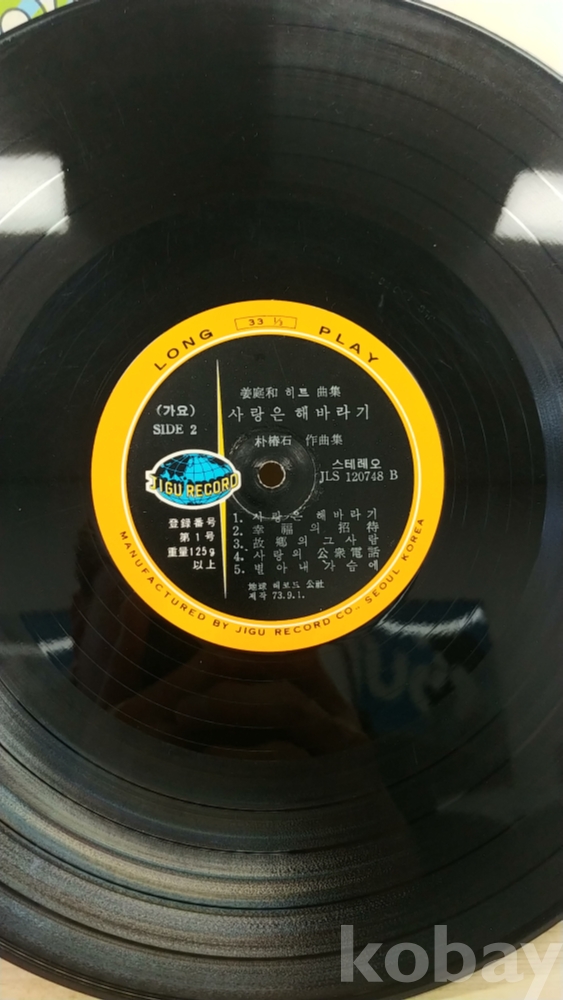 LONG 33 ⅓ PLAY
姜庭和 히트 曲集
사랑은 해바라기
(가요)
SIDE 2
朴椿石 作曲集
스테레오
JLS 120748 B
JIGU RECORD
登錄番号
第1号
重量125g
以上
1. 사랑은 해바라기
2. 幸福의 招待
3. 故鄕의 그사람
4. 사랑의 公衆電話
5. 별아내 가슴에
地球 레코드 公社
제작 73.9.1.
MANUFACTURED BY JIGU RECORD CO., SEOUL KOREA
kobay